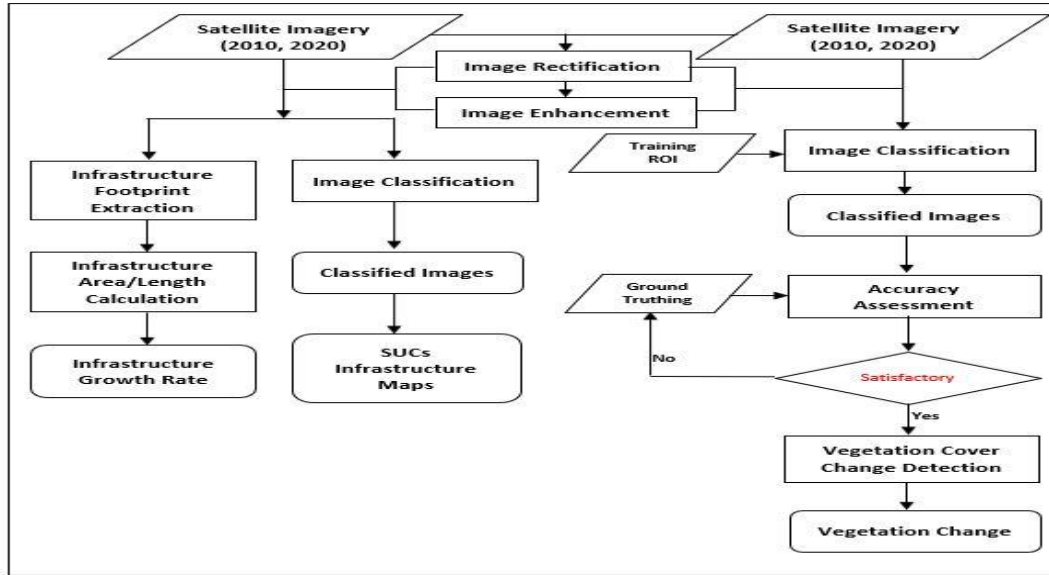 Satellite Imagery
(2010, 2020)
Satellite Imagery
(2010, 2020)
Image Rectification
Image Enhancement
Infrastructure
Footprint
Extraction
Image Classification
Training
ROI
Image Classification
Classified Images
Infrastructure
Area/Length
Calculation
Classified Images
Ground
Truthing
Accuracy
Assessment
Infrastructure
Growth Rate
SUCs
Infrastructure
Maps
No
Satisfactory
Yes
Vegetation Cover
Change Detection
Vegetation Change